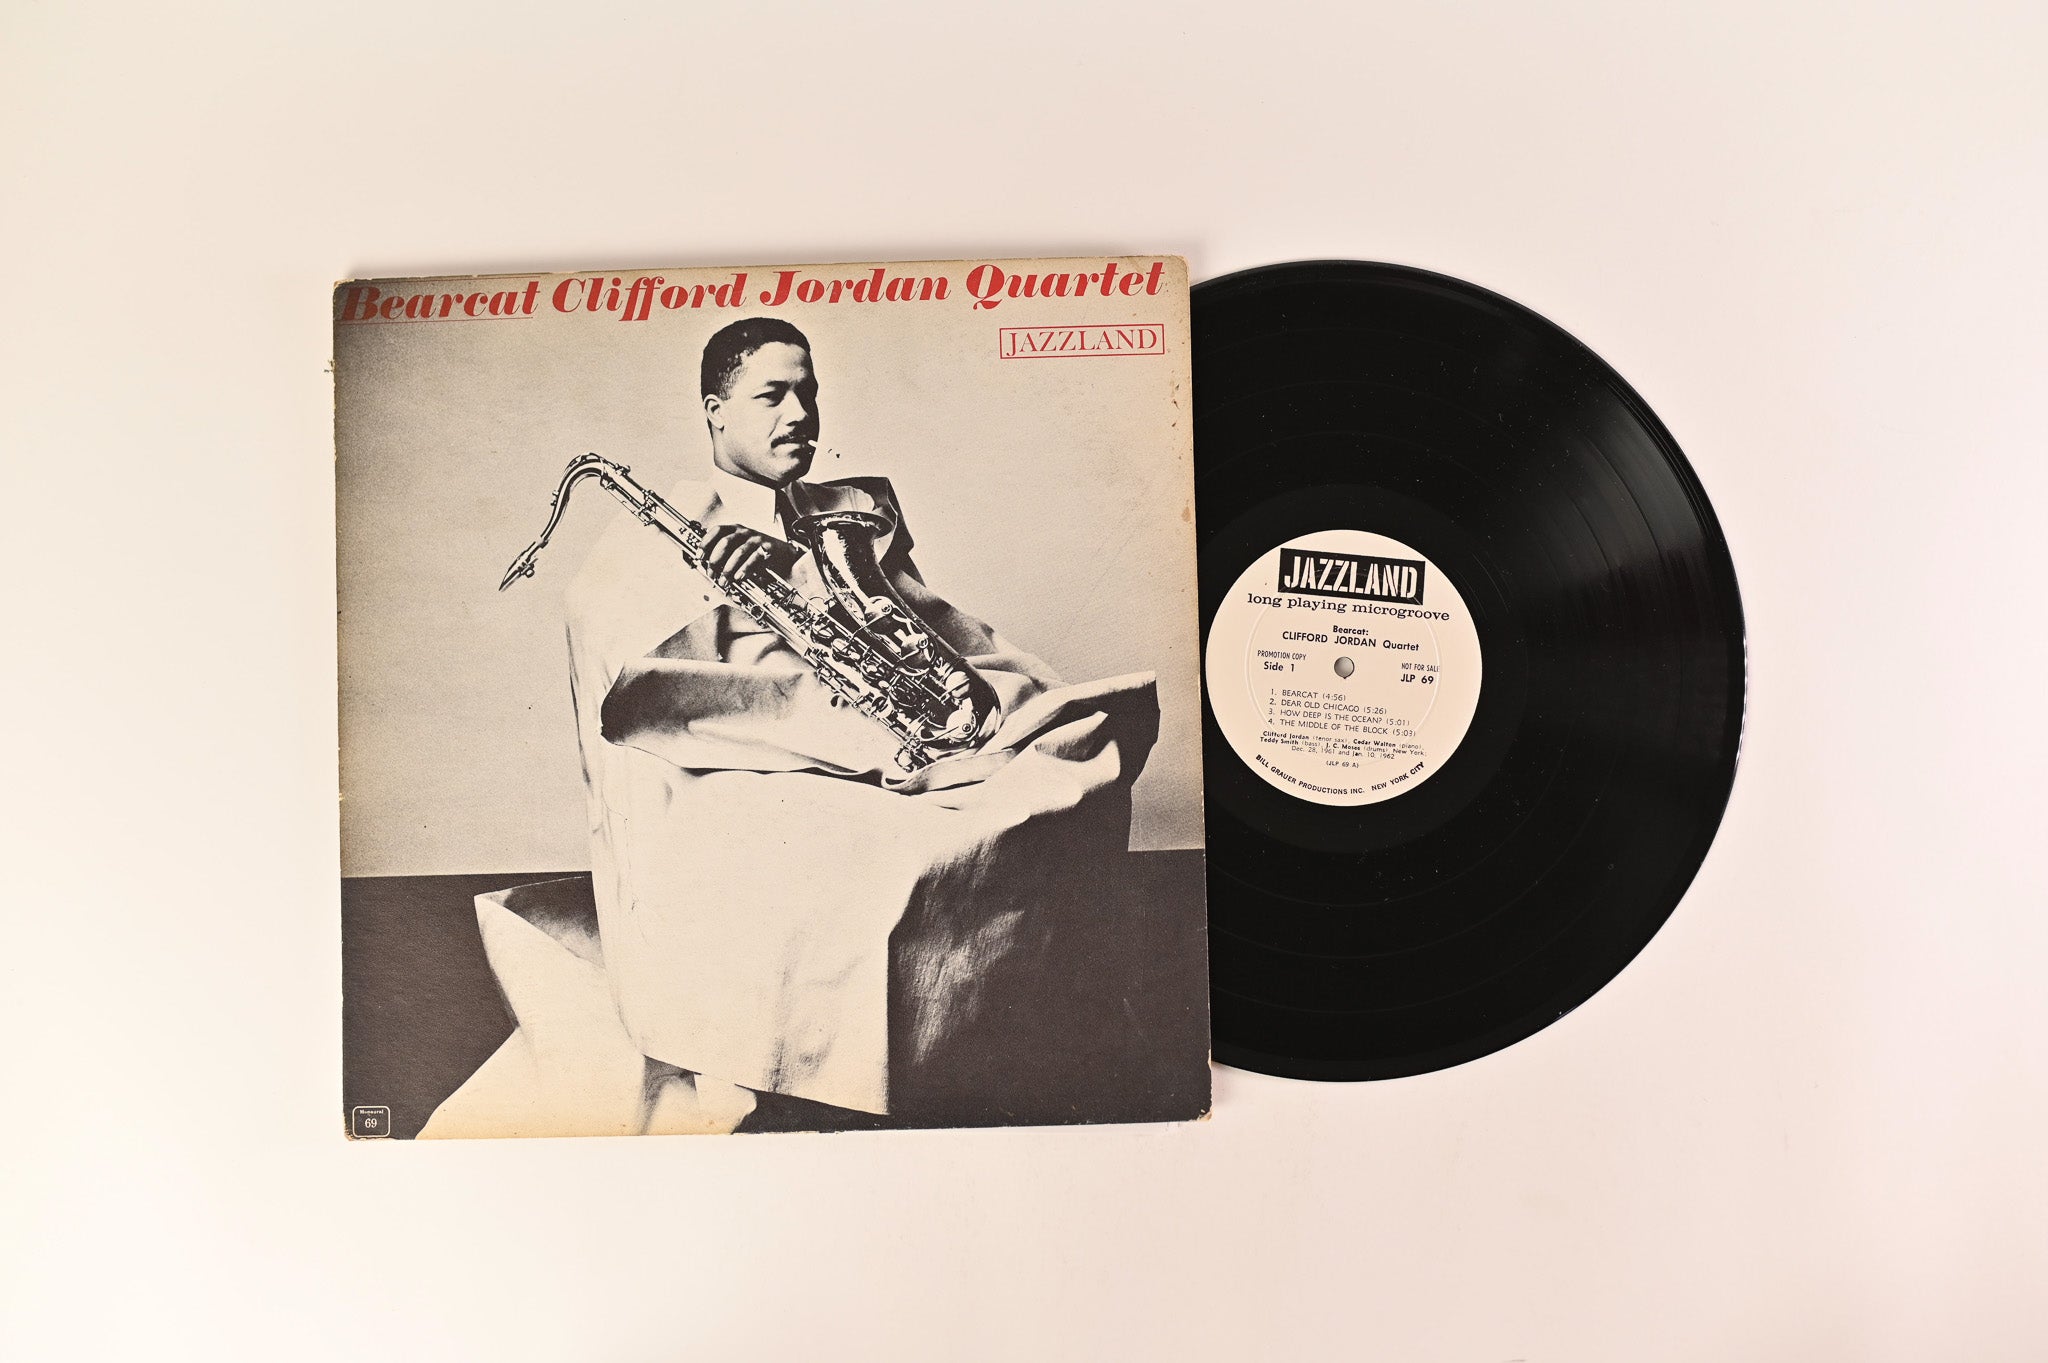 Bearcat Clifford Jordan Quartet
JAZZLAND
Monaural
69
JAZZLAND
long playing microgroove
Bearcat:
CLIFFORD JORDAN Quartet
PROMOTION COPY NOT FOR SALE
Side 1 JLP 69
1. BEARCAT (4:56)
2. DEAR OLD CHICAGO (5:26)
3. HOW DEEP IS THE OCEAN? (5:01)
4. THE MIDDLE OF THE BLOCK (5:03)
Clifford Jordan (tenor sax), Cedar Walton (piano),
Teddy Smith (bass), J. C. Moses (drums). New York;
Dec. 28, 1961 and Jan. 10, 1962
(JLP 69 A)
BILL GRAUER PRODUCTIONS INC. NEW YORK CITY